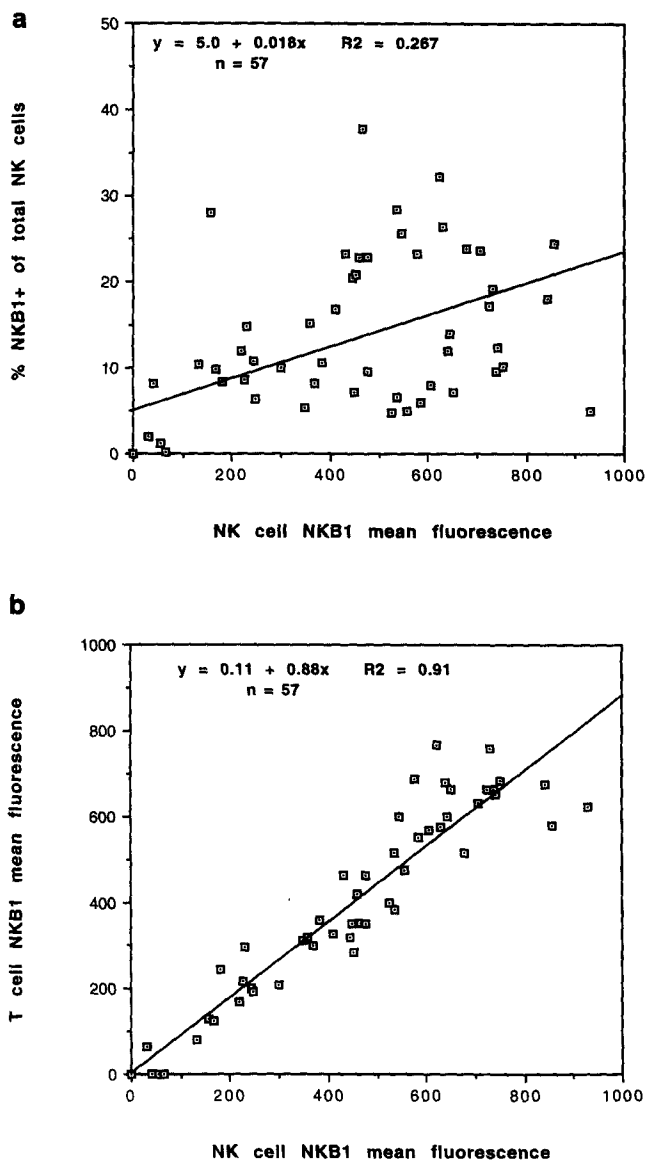 a
y = 5.0 + 0.018x R2 = 0.267
n = 57
50
40
30
20
10
0
% NKB1+ of total NK cells
0 200 400 600 800 1000
NK cell NKB1 mean fluorescence
b
y = 0.11 + 0.88x R2 = 0.91
n = 57
1000
800
600
400
200
0
T cell NKB1 mean fluorescence
0 200 400 600 800 1000
NK cell NKB1 mean fluorescence